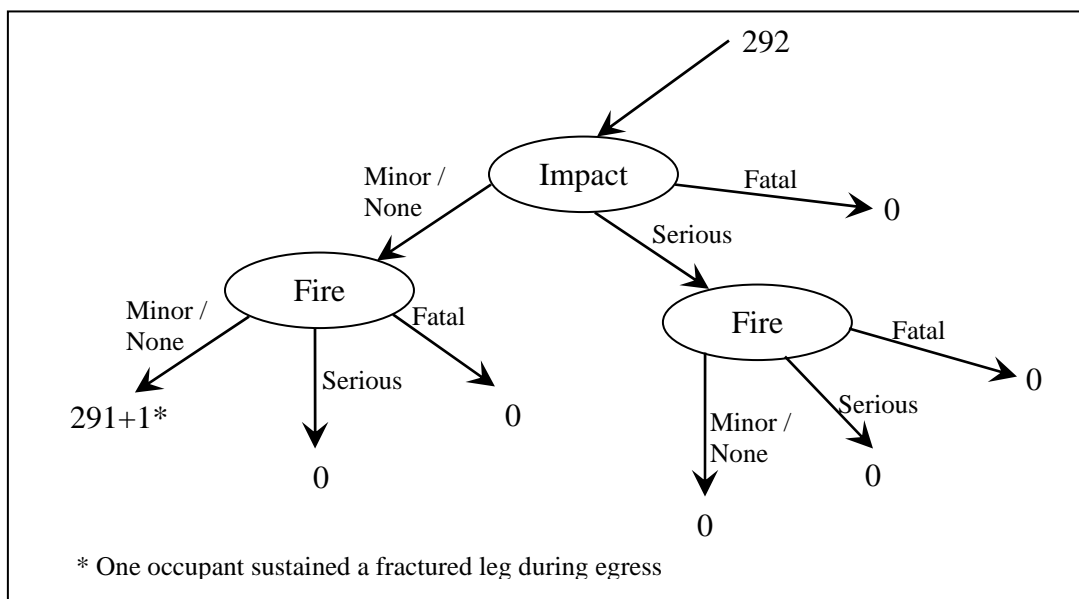 292
Impact
Minor /
None
Fatal
0
Serious
Fire
Minor /
None
Fatal
Serious
291+1*
0
0
Fire
Fatal
0
Serious
Minor /
None
0
0
* One occupant sustained a fractured leg during egress